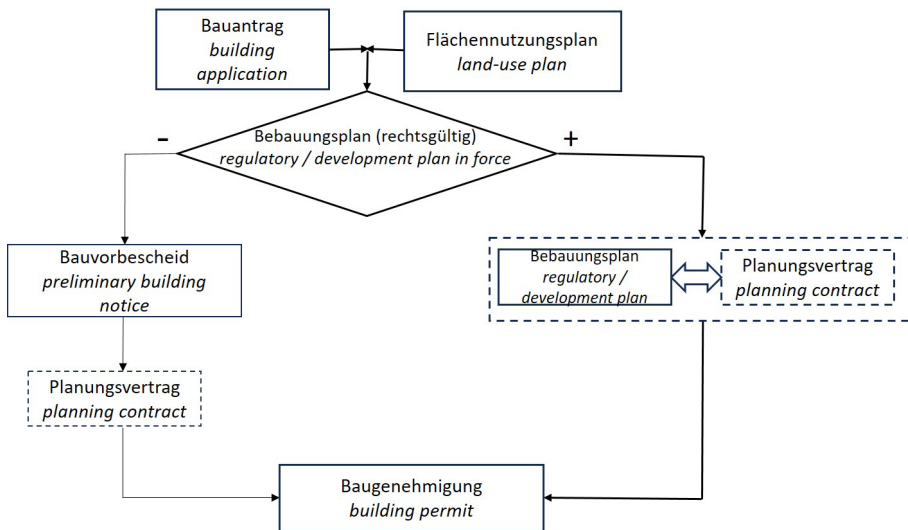 Bauantrag
building
application
Flächennutzungsplan
land-use plan
–
+
Bebauungsplan (rechtsgültig)
regulatory / development plan in force
Bauvorbescheid
preliminary building
notice
Bebauungsplan
regulatory /
development plan
Planungsvertrag
planning contract
Planungsvertrag
planning contract
Baugenehmigung
building permit